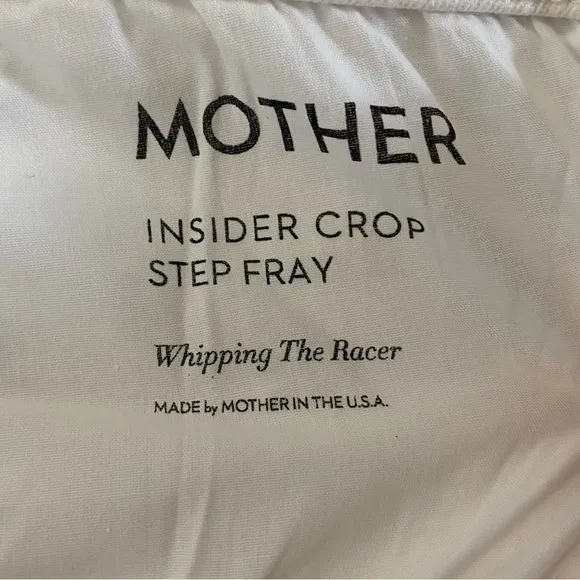 MOTHER
INSIDER CROP
STEP FRAY
Whipping The Racer
MADE by MOTHER IN THE U.S.A.